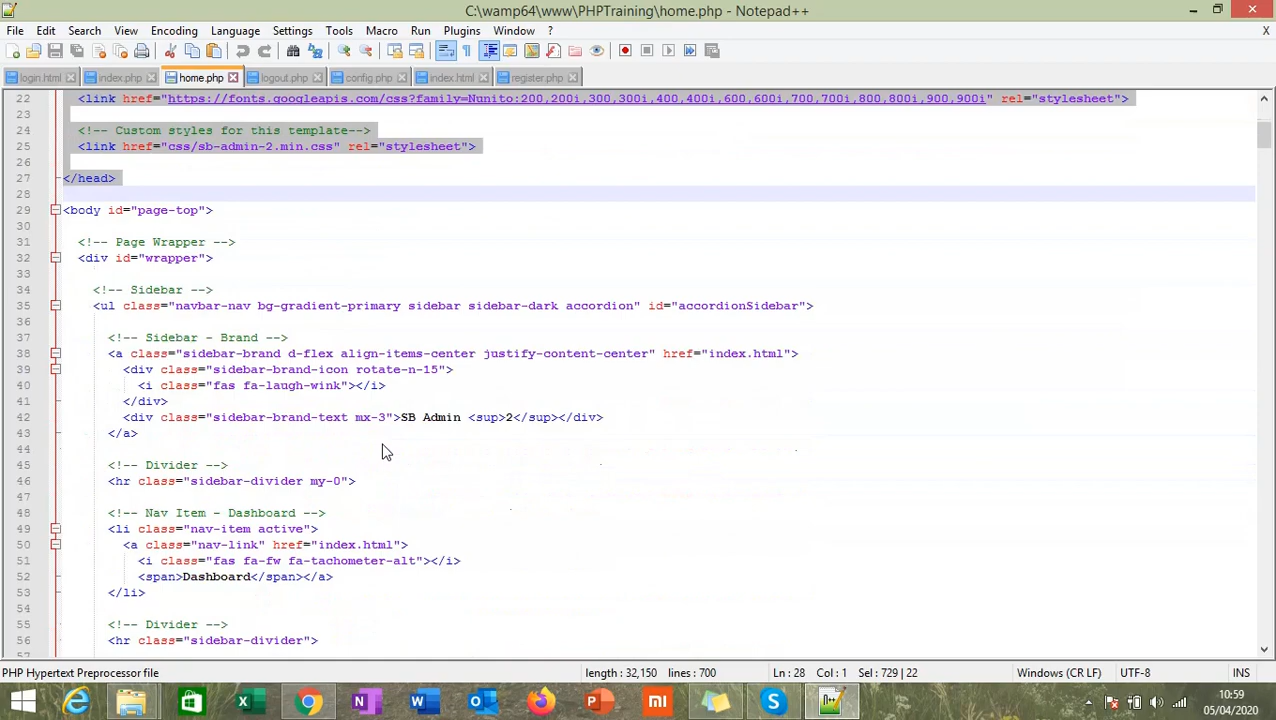 C:\wamp64\www\PHPTraining\home.php - Notepad++
File Edit Search View Encoding Language Settings Tools Macro Run Plugins Window ? X
login.html index.php home.php logout.php config.php index.html register.php
22 <link href="https://fonts.googleapis.com/css?family=Nunito:200,200i,300,300i,400,400i,600,600i,700,700i,800,800i,900,900i" rel="stylesheet">
23
24 <!-- Custom styles for this template-->
25 <link href="css/sb-admin-2.min.css" rel="stylesheet">
26
27 </head>
28
29 <body id="page-top">
30
31 <!-- Page Wrapper -->
32 <div id="wrapper">
33
34 <!-- Sidebar -->
35 <ul class="navbar-nav bg-gradient-primary sidebar sidebar-dark accordion" id="accordionSidebar">
36
37 <!-- Sidebar - Brand -->
38 <a class="sidebar-brand d-flex align-items-center justify-content-center" href="index.html">
39 <div class="sidebar-brand-icon rotate-n-15">
40 <i class="fas fa-laugh-wink"></i>
41 </div>
42 <div class="sidebar-brand-text mx-3">SB Admin <sup>2</sup></div>
43 </a>
44
45 <!-- Divider -->
46 <hr class="sidebar-divider my-0">
47
48 <!-- Nav Item - Dashboard -->
49 <li class="nav-item active">
50 <a class="nav-link" href="index.html">
51 <i class="fas fa-fw fa-tachometer-alt"></i>
52 <span>Dashboard</span></a>
53 </li>
54
55 <!-- Divider -->
56 <hr class="sidebar-divider">
57
PHP Hypertext Preprocessor file length : 32,150 lines : 700 Ln : 28 Col : 1 Sel : 729 | 22 Windows (CR LF) UTF-8 INS
10:59
05/04/2020